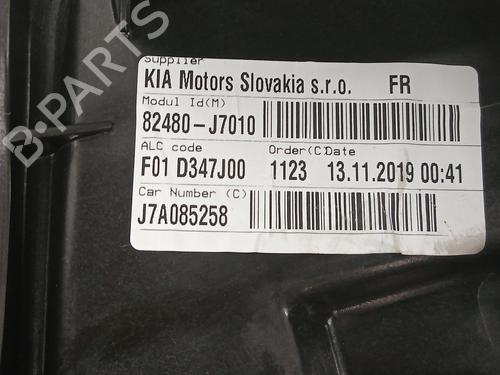 Supplier
KIA Motors Slovakia s.r.o. FR
Modul Id(M)
82480-J7010
ALC code Order(C)Date
F01 D347J00 1123 13.11.2019 00:41
Car Number (C)
J7A085258
B-PARTS